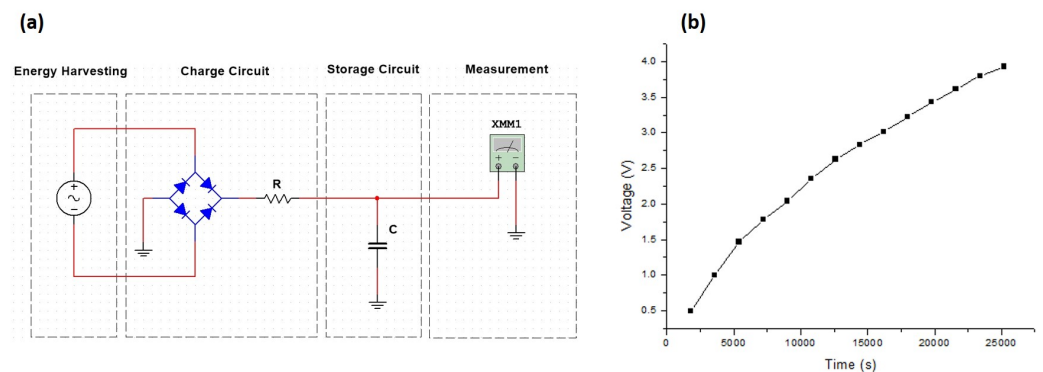 (a)
Energy Harvesting
Charge Circuit
Storage Circuit
Measurement
XMM1
+ −
+
∼
−
R
C
(b)
Voltage (V)
4.0
3.5
3.0
2.5
2.0
1.5
1.0
0.5
0 5000 10000 15000 20000 25000
Time (s)